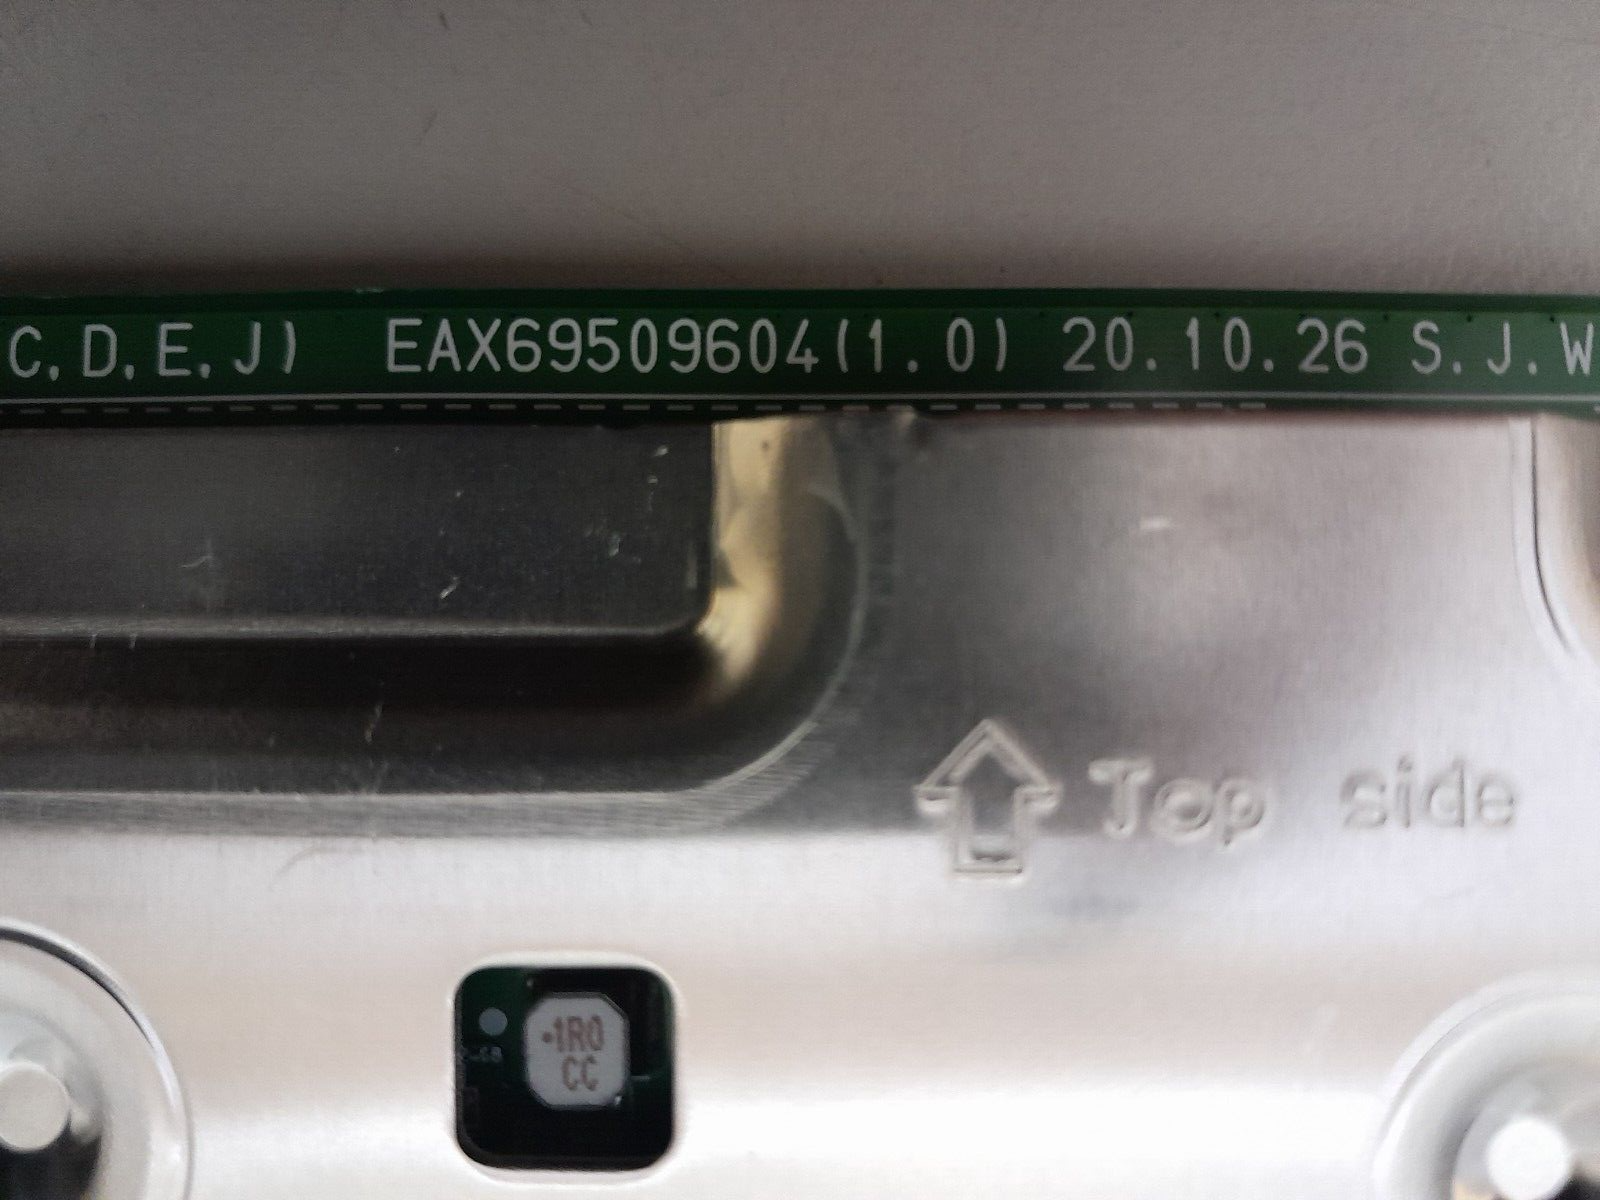 C,D,E,J) EAX69509604(1.0) 20.10.26 S.J.W
Top side
1R0
CC